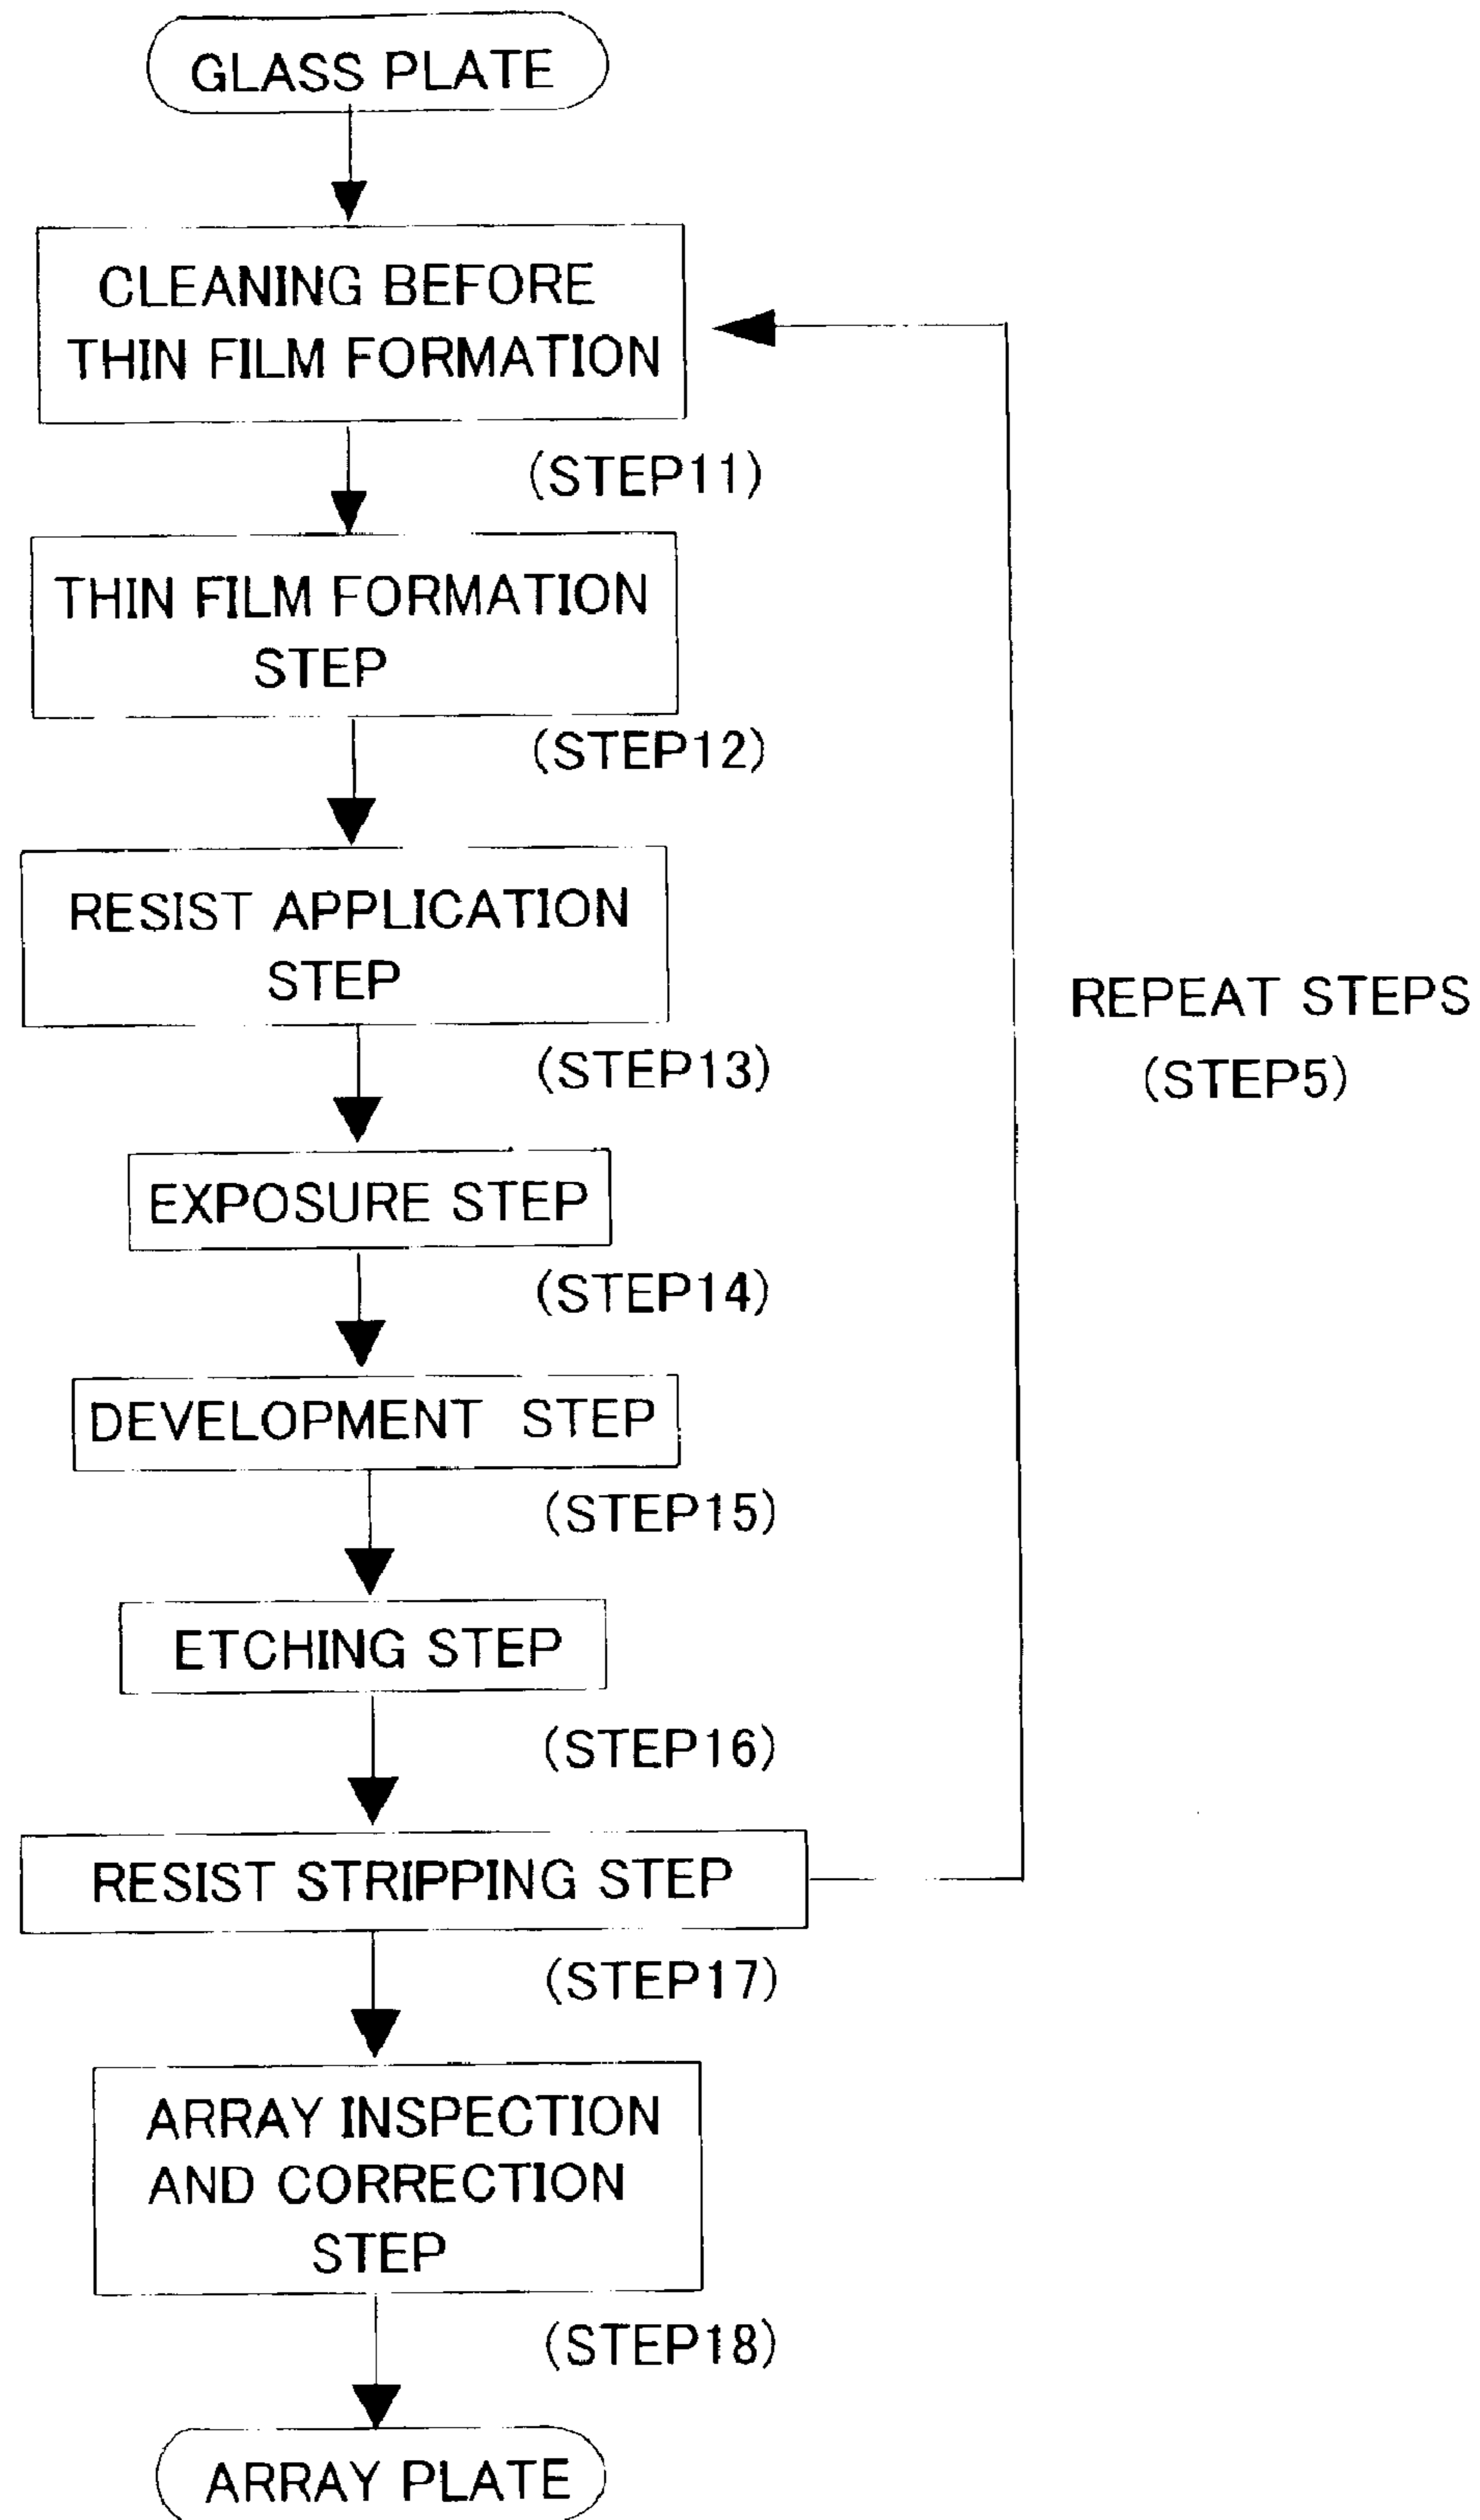 GLASS PLATE
CLEANING BEFORE
THIN FILM FORMATION
(STEP11)
THIN FILM FORMATION
STEP
(STEP12)
RESIST APPLICATION
STEP
REPEAT STEPS
(STEP5)
(STEP13)
EXPOSURE STEP
(STEP14)
DEVELOPMENT STEP
(STEP15)
ETCHING STEP
(STEP16)
RESIST STRIPPING STEP
(STEP17)
ARRAY INSPECTION
AND CORRECTION
STEP
(STEP18)
ARRAY PLATE